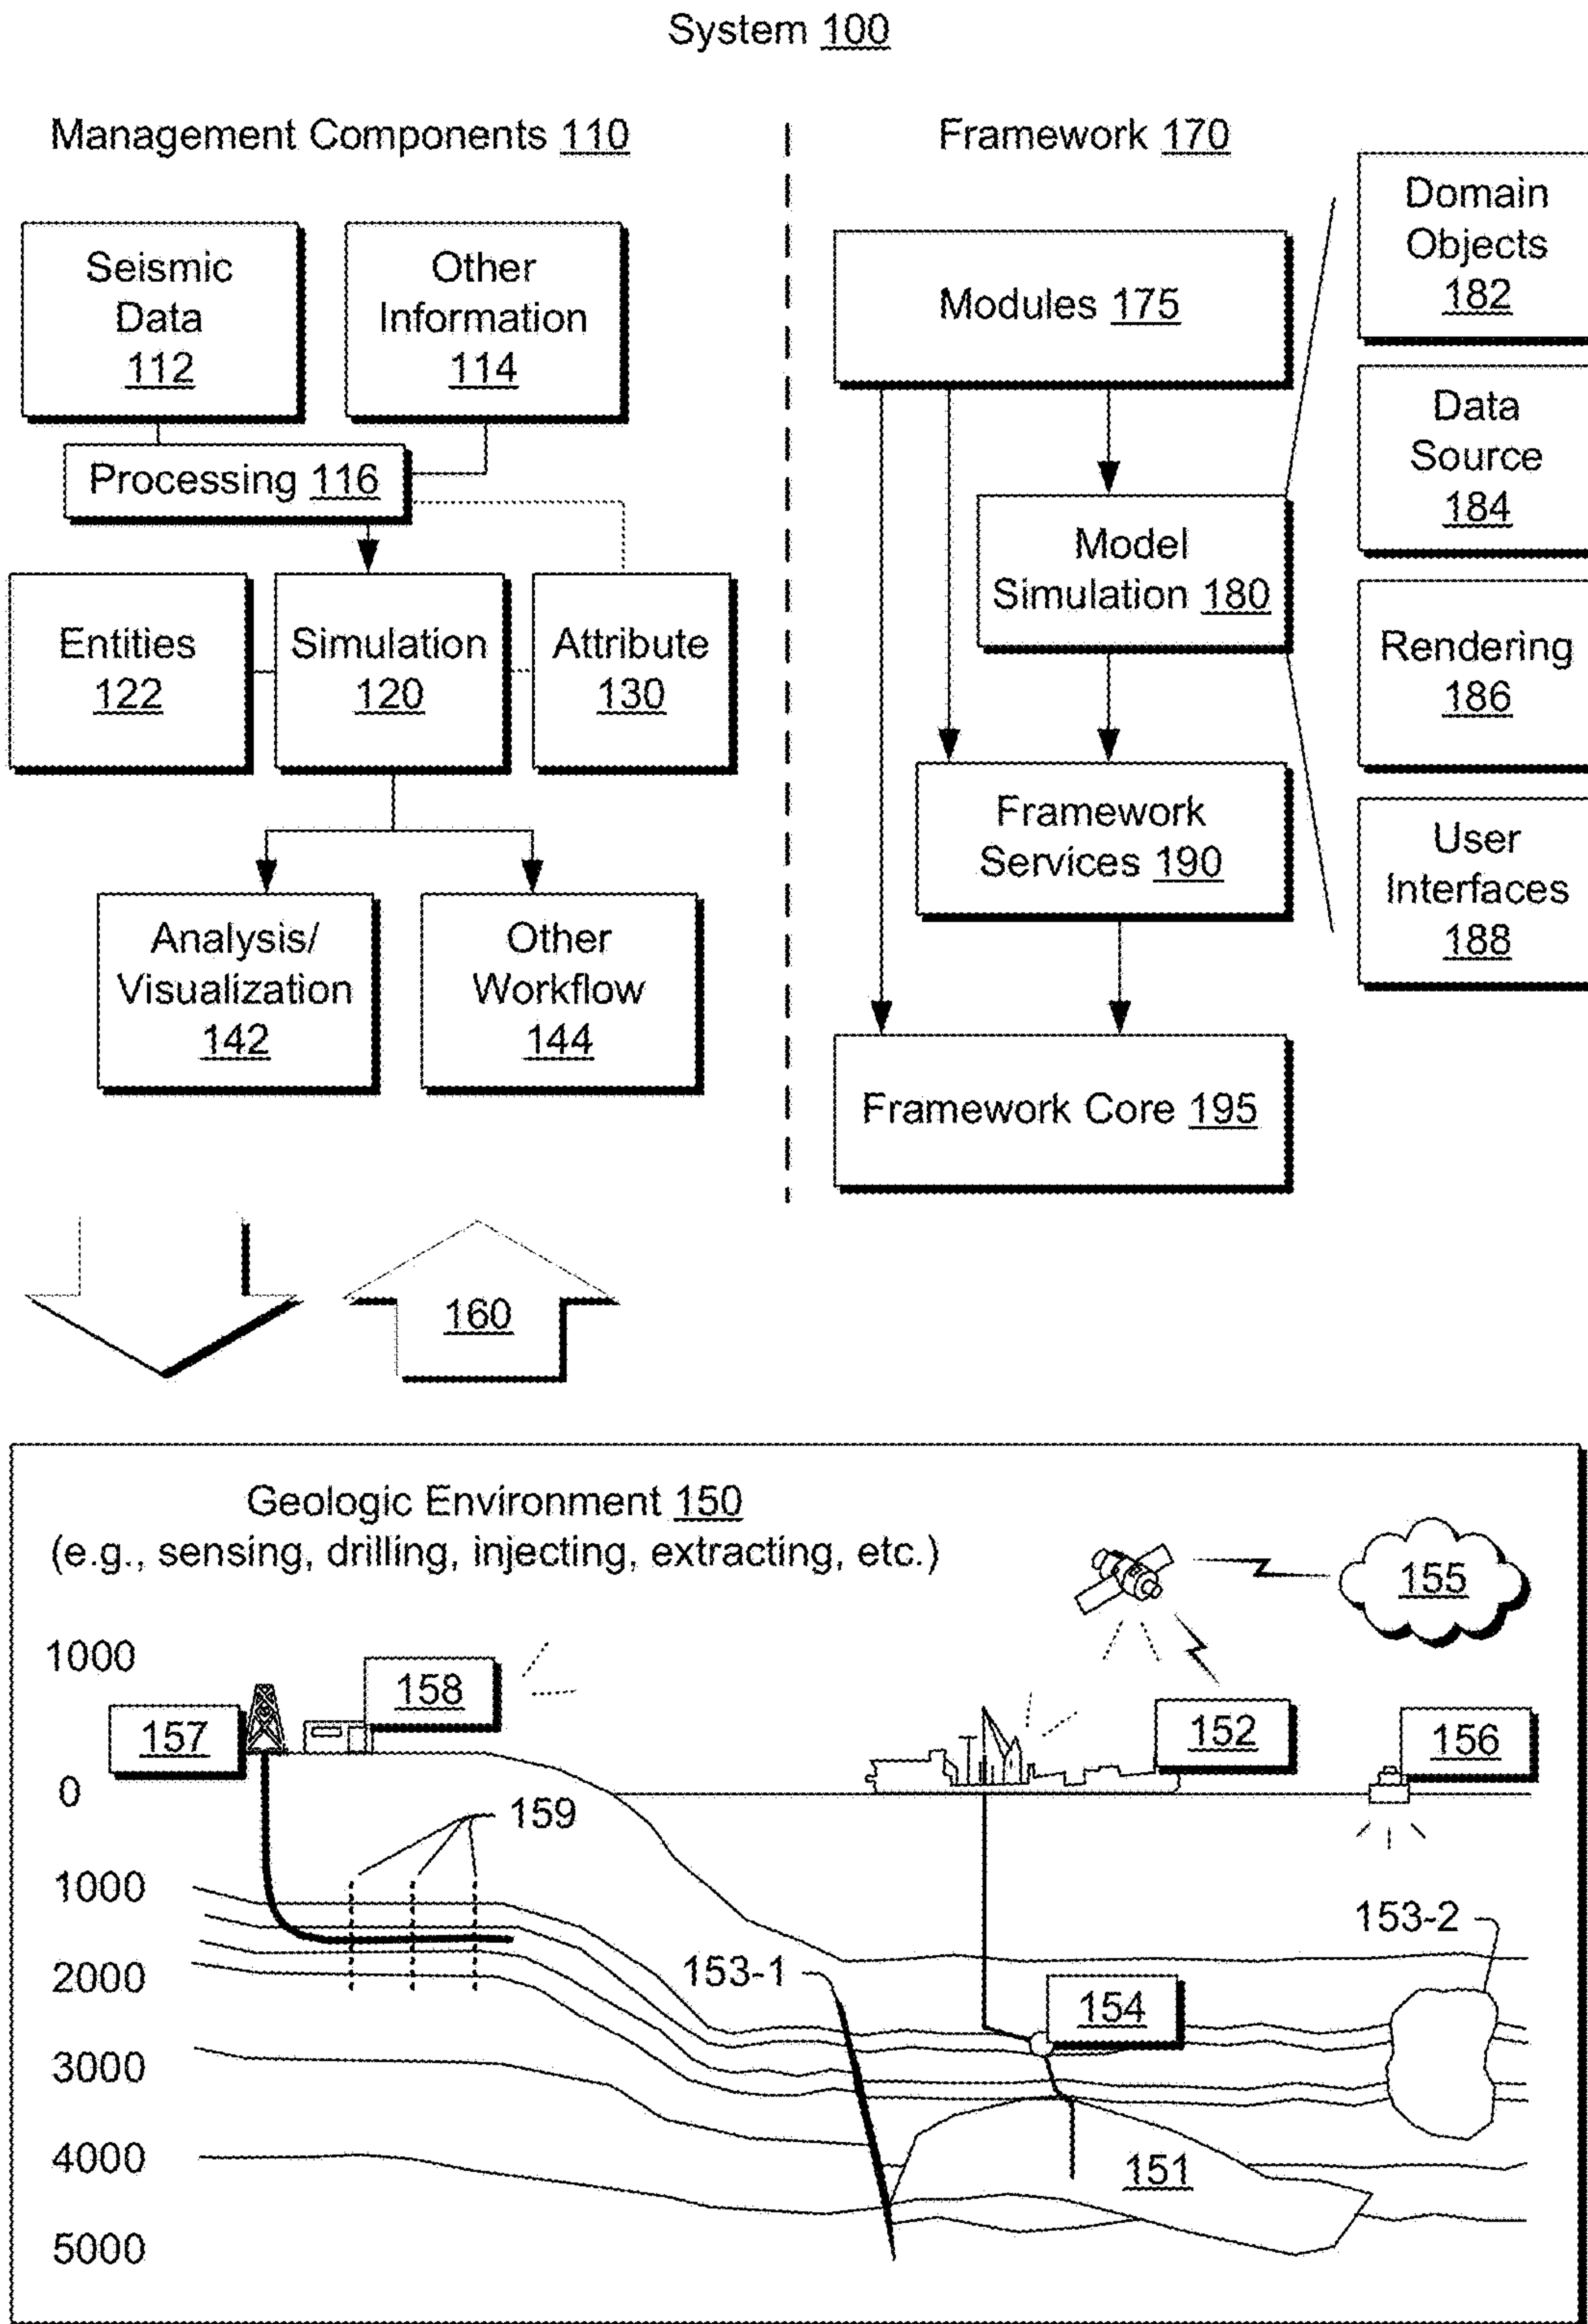 System 100
Management Components 110
Framework 170
Seismic
Data
112
Other
Information
114
Processing 116
Entities
122
Simulation
120
Attribute
130
Analysis/
Visualization
142
Other
Workflow
144
Modules 175
Model
Simulation 180
Framework
Services 190
Framework Core 195
Domain
Objects
182
Data
Source
184
Rendering
186
User
Interfaces
188
160
Geologic Environment 150
(e.g., sensing, drilling, injecting, extracting, etc.)
155
1000
158
157
152
156
0
159
1000
153-2
2000
153-1
154
3000
4000
151
5000